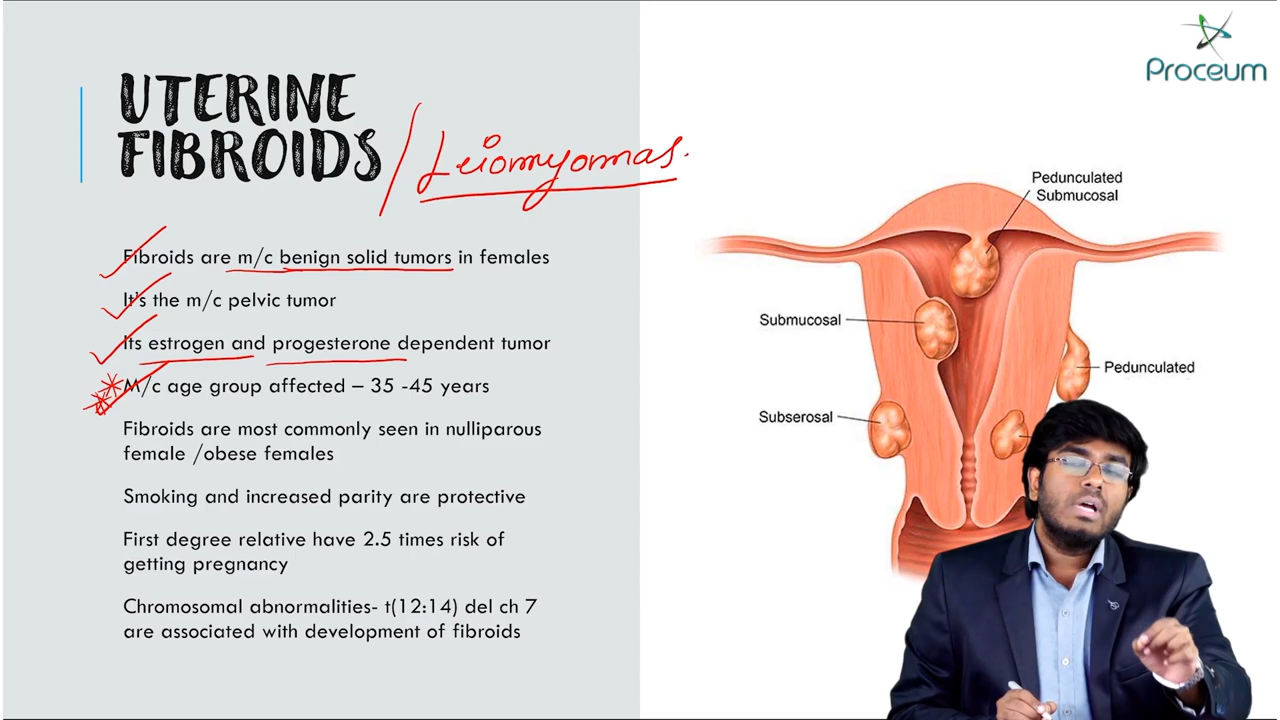 UTERINE
FIBROIDS / Leiomyomas.
Fibroids are m/c benign solid tumors in females
It's the m/c pelvic tumor
Its estrogen and progesterone dependent tumor
M/c age group affected – 35 -45 years
Fibroids are most commonly seen in nulliparous
female /obese females
Smoking and increased parity are protective
First degree relative have 2.5 times risk of
getting pregnancy
Chromosomal abnormalities- t(12:14) del ch 7
are associated with development of fibroids
Proceum
Pedunculated
Submucosal
Submucosal
Pedunculated
Subserosal